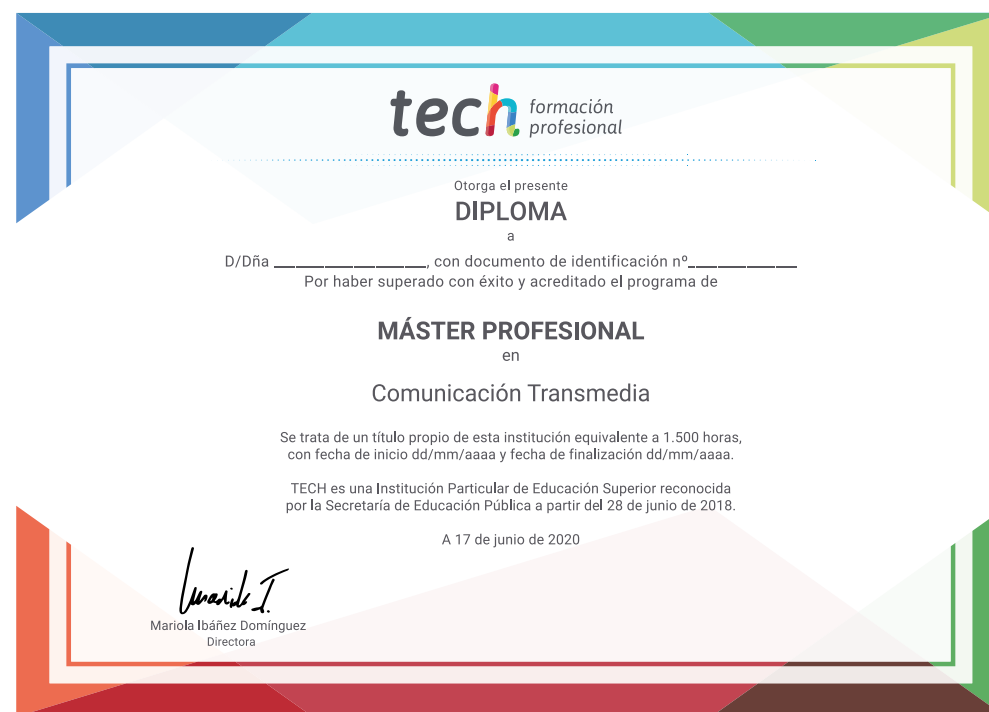 tech formación
profesional
Otorga el presente
DIPLOMA
a
D/Dña ____________________, con documento de identificación nº______________
Por haber superado con éxito y acreditado el programa de
MÁSTER PROFESIONAL
en
Comunicación Transmedia
Se trata de un título propio de esta institución equivalente a 1.500 horas,
con fecha de inicio dd/mm/aaaa y fecha de finalización dd/mm/aaaa.
TECH es una Institución Particular de Educación Superior reconocida
por la Secretaría de Educación Pública a partir del 28 de junio de 2018.
A 17 de junio de 2020
Mariola I.
Mariola Ibáñez Domínguez
Directora